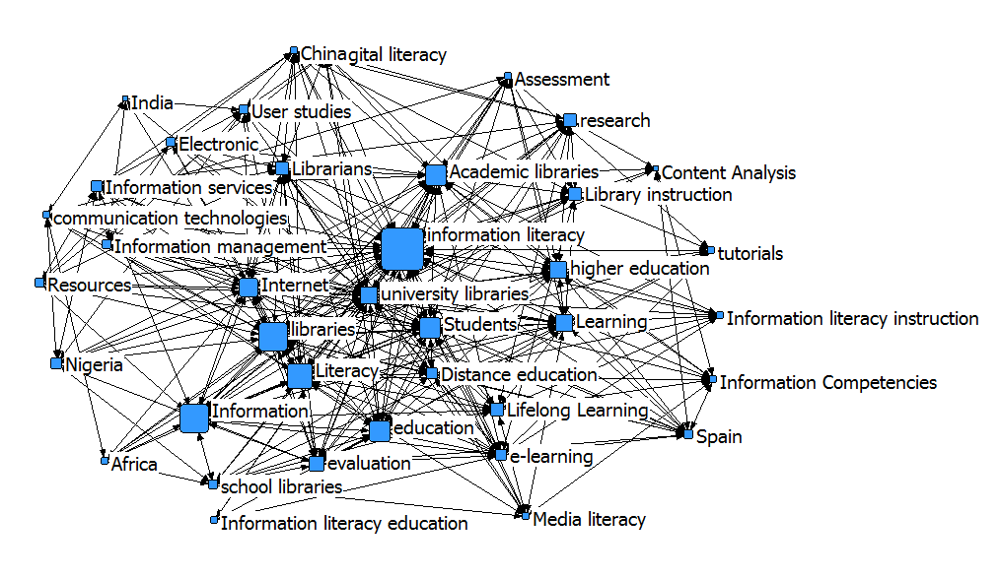 Chinagital literacy
Assessment
India
User studies
research
Electronic
Librarians
Academic libraries
Content Analysis
Information services
Library instruction
communication technologies
information literacy
Information management
tutorials
higher education
Resources
Internet
university libraries
Information literacy instruction
libraries
Students
Learning
Nigeria
Literacy
Distance education
Information Competencies
Information
Lifelong Learning
education
Spain
Africa
evaluation
e-learning
school libraries
Information literacy education
Media literacy